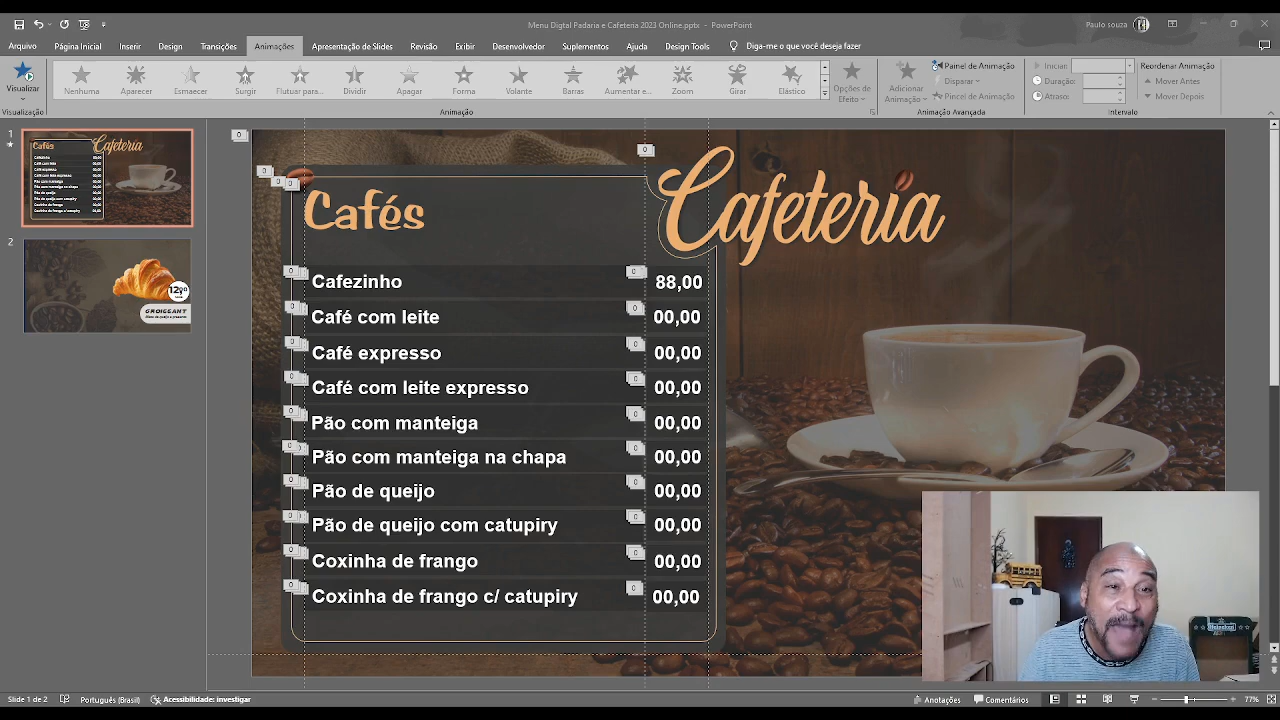 Menu Digtal Padaria e Cafeteria 2023 Online.pptx – PowerPoint
Paulo souza
Arquivo Página Inicial Inserir Design Transições Animações Apresentação de Slides Revisão Exibir Desenvolvedor Suplementos Ajuda Design Tools Diga-me o que você deseja fazer
Visualizar
Nenhuma Aparecer Esmaecer Surgir Flutuar para... Dividir Apagar Forma Volante Barras Aumentar e... Zoom Girar Elástico
Opções de Efeito
Adicionar Animação
Painel de Animação
Disparar
Pincel de Animação
Iniciar:
Duração:
Atraso:
Reordenar Animação
Mover Antes
Mover Depois
Visualização Animação Animação Avançada Intervalo
1
2
CROISSANT
Cafeteria
Cafés
Cafezinho 88,00
Café com leite 00,00
Café expresso 00,00
Café com leite expresso 00,00
Pão com manteiga 00,00
Pão com manteiga na chapa 00,00
Pão de queijo 00,00
Pão de queijo com catupiry 00,00
Coxinha de frango 00,00
Coxinha de frango c/ catupiry 00,00
Heineken
Slide 1 de 2 Português (Brasil) Acessibilidade: investigar Anotações Comentários 77%